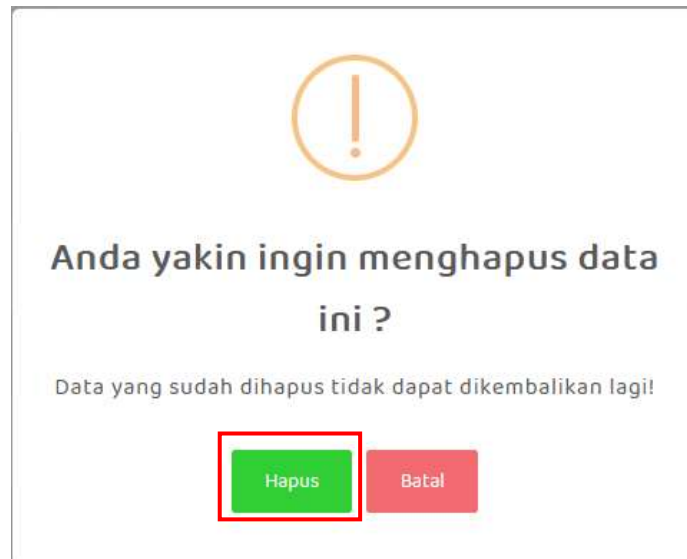 Anda yakin ingin menghapus data
ini ?
Data yang sudah dihapus tidak dapat dikembalikan lagi!
Hapus Batal